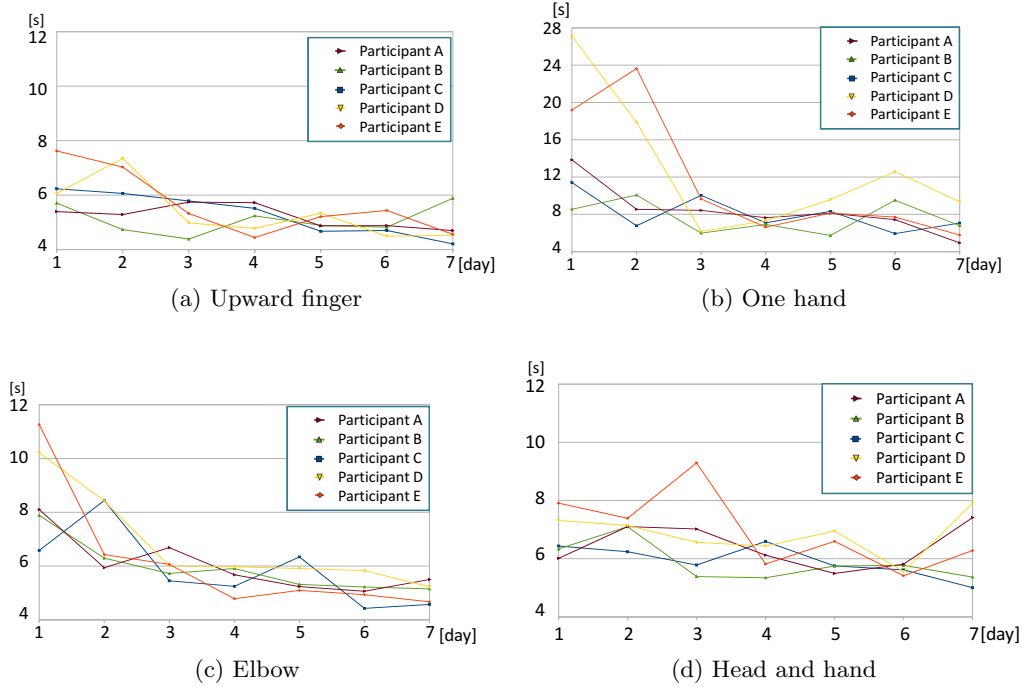 [s]
12
10
8
6
4
1 2 3 4 5 6 7 [day]
Participant A
Participant B
Participant C
Participant D
Participant E
(a) Upward finger
[s]
28
24
20
16
12
8
4
1 2 3 4 5 6 7 [day]
Participant A
Participant B
Participant C
Participant D
Participant E
(b) One hand
[s]
12
10
8
6
4
1 2 3 4 5 6 7 [day]
Participant A
Participant B
Participant C
Participant D
Participant E
(c) Elbow
[s]
12
10
8
6
4
1 2 3 4 5 6 7 [day]
Participant A
Participant B
Participant C
Participant D
Participant E
(d) Head and hand